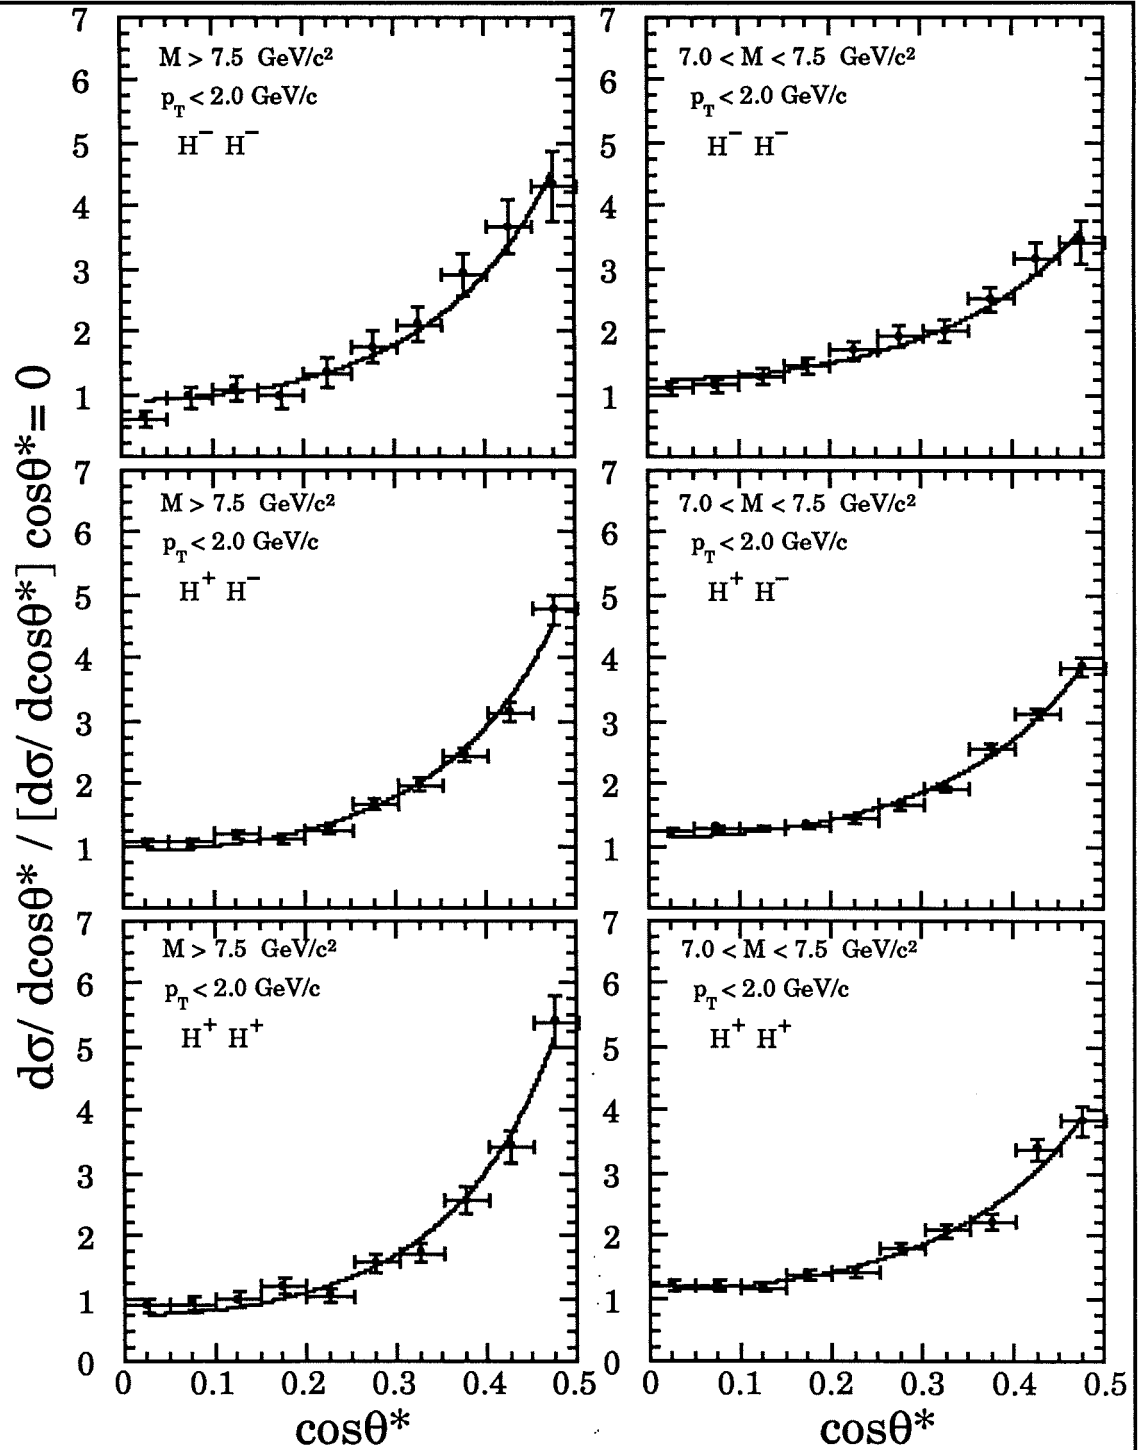 dσ/ dcosθ* / [dσ/ dcosθ*] cosθ*= 0
7
6
5
4
3
2
1
M > 7.5 GeV/c²
p_T < 2.0 GeV/c
H⁻ H⁻
7
6
5
4
3
2
1
7.0 < M < 7.5 GeV/c²
p_T < 2.0 GeV/c
H⁻ H⁻
7
6
5
4
3
2
1
M > 7.5 GeV/c²
p_T < 2.0 GeV/c
H⁺ H⁻
7
6
5
4
3
2
1
7.0 < M < 7.5 GeV/c²
p_T < 2.0 GeV/c
H⁺ H⁻
7
6
5
4
3
2
1
0
M > 7.5 GeV/c²
p_T < 2.0 GeV/c
H⁺ H⁺
0 0.1 0.2 0.3 0.4 0.5
cosθ*
7
6
5
4
3
2
1
0
7.0 < M < 7.5 GeV/c²
p_T < 2.0 GeV/c
H⁺ H⁺
0 0.1 0.2 0.3 0.4 0.5
cosθ*